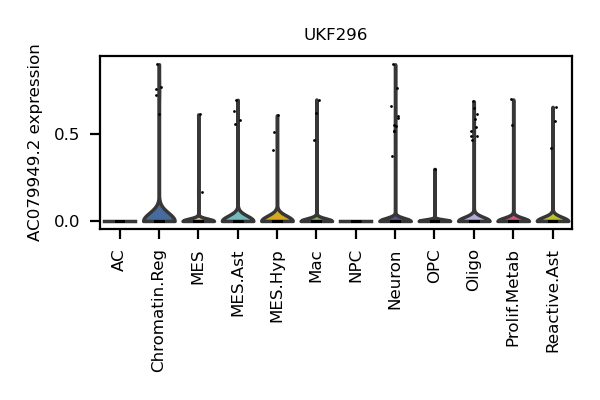 UKF296
AC079949.2 expression
0.5
0.0
AC
Chromatin.Reg
MES
MES.Ast
MES.Hyp
Mac
NPC
Neuron
OPC
Oligo
Prolif.Metab
Reactive.Ast